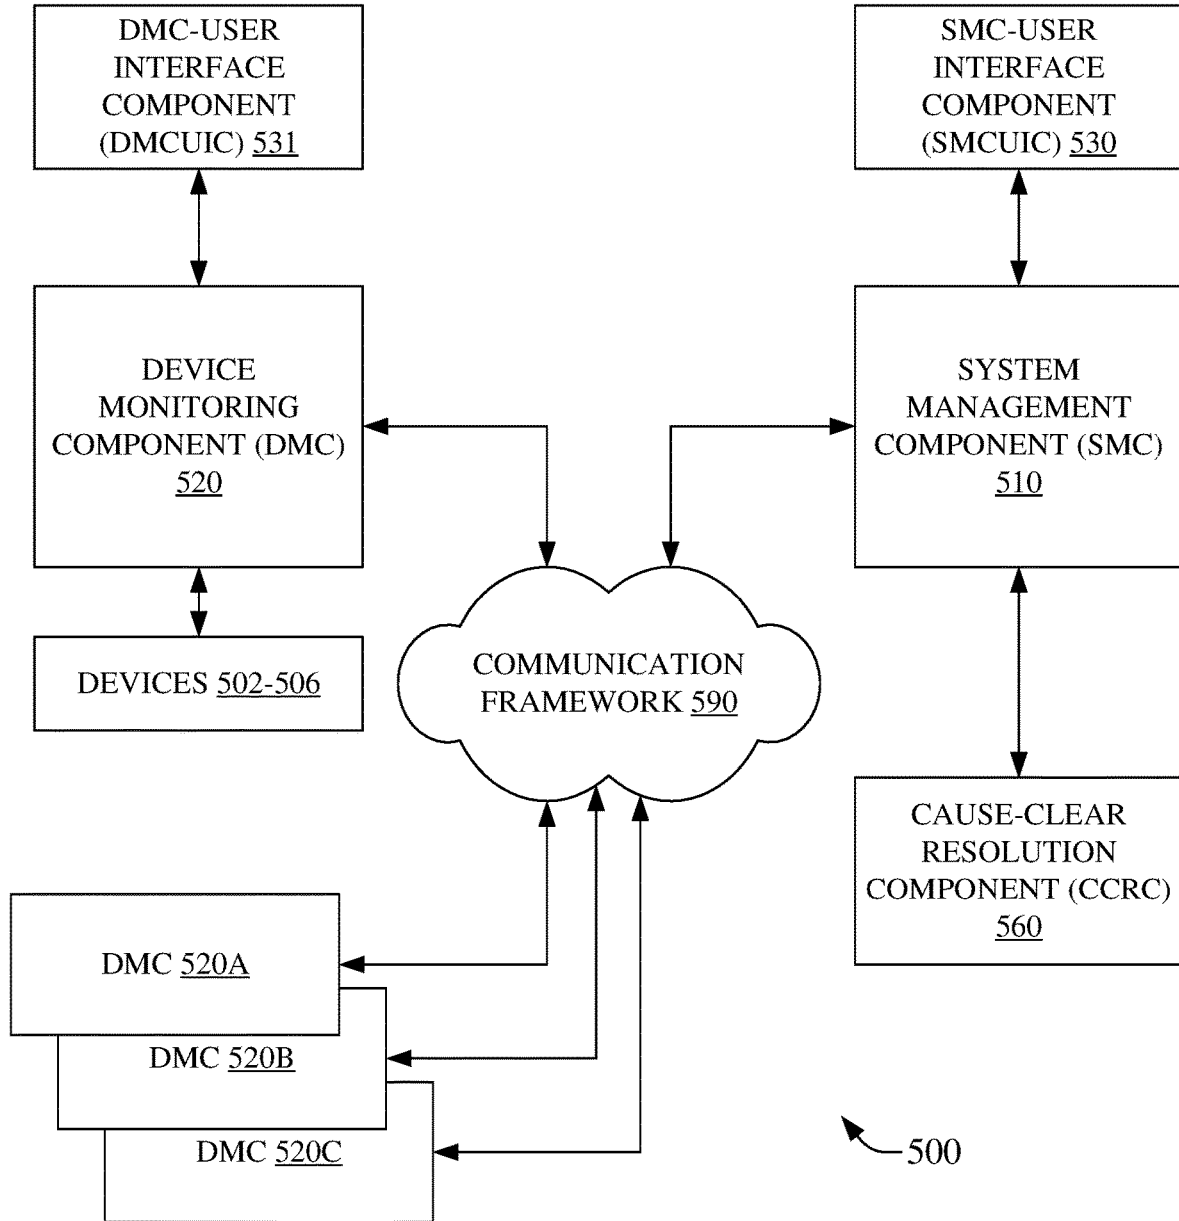 DMC-USER
INTERFACE
COMPONENT
(DMCUIC) 531
SMC-USER
INTERFACE
COMPONENT
(SMCUIC) 530
DEVICE
MONITORING
COMPONENT (DMC)
520
SYSTEM
MANAGEMENT
COMPONENT (SMC)
510
DEVICES 502-506
COMMUNICATION
FRAMEWORK 590
CAUSE-CLEAR
RESOLUTION
COMPONENT (CCRC)
560
DMC 520A
DMC 520B
DMC 520C
500